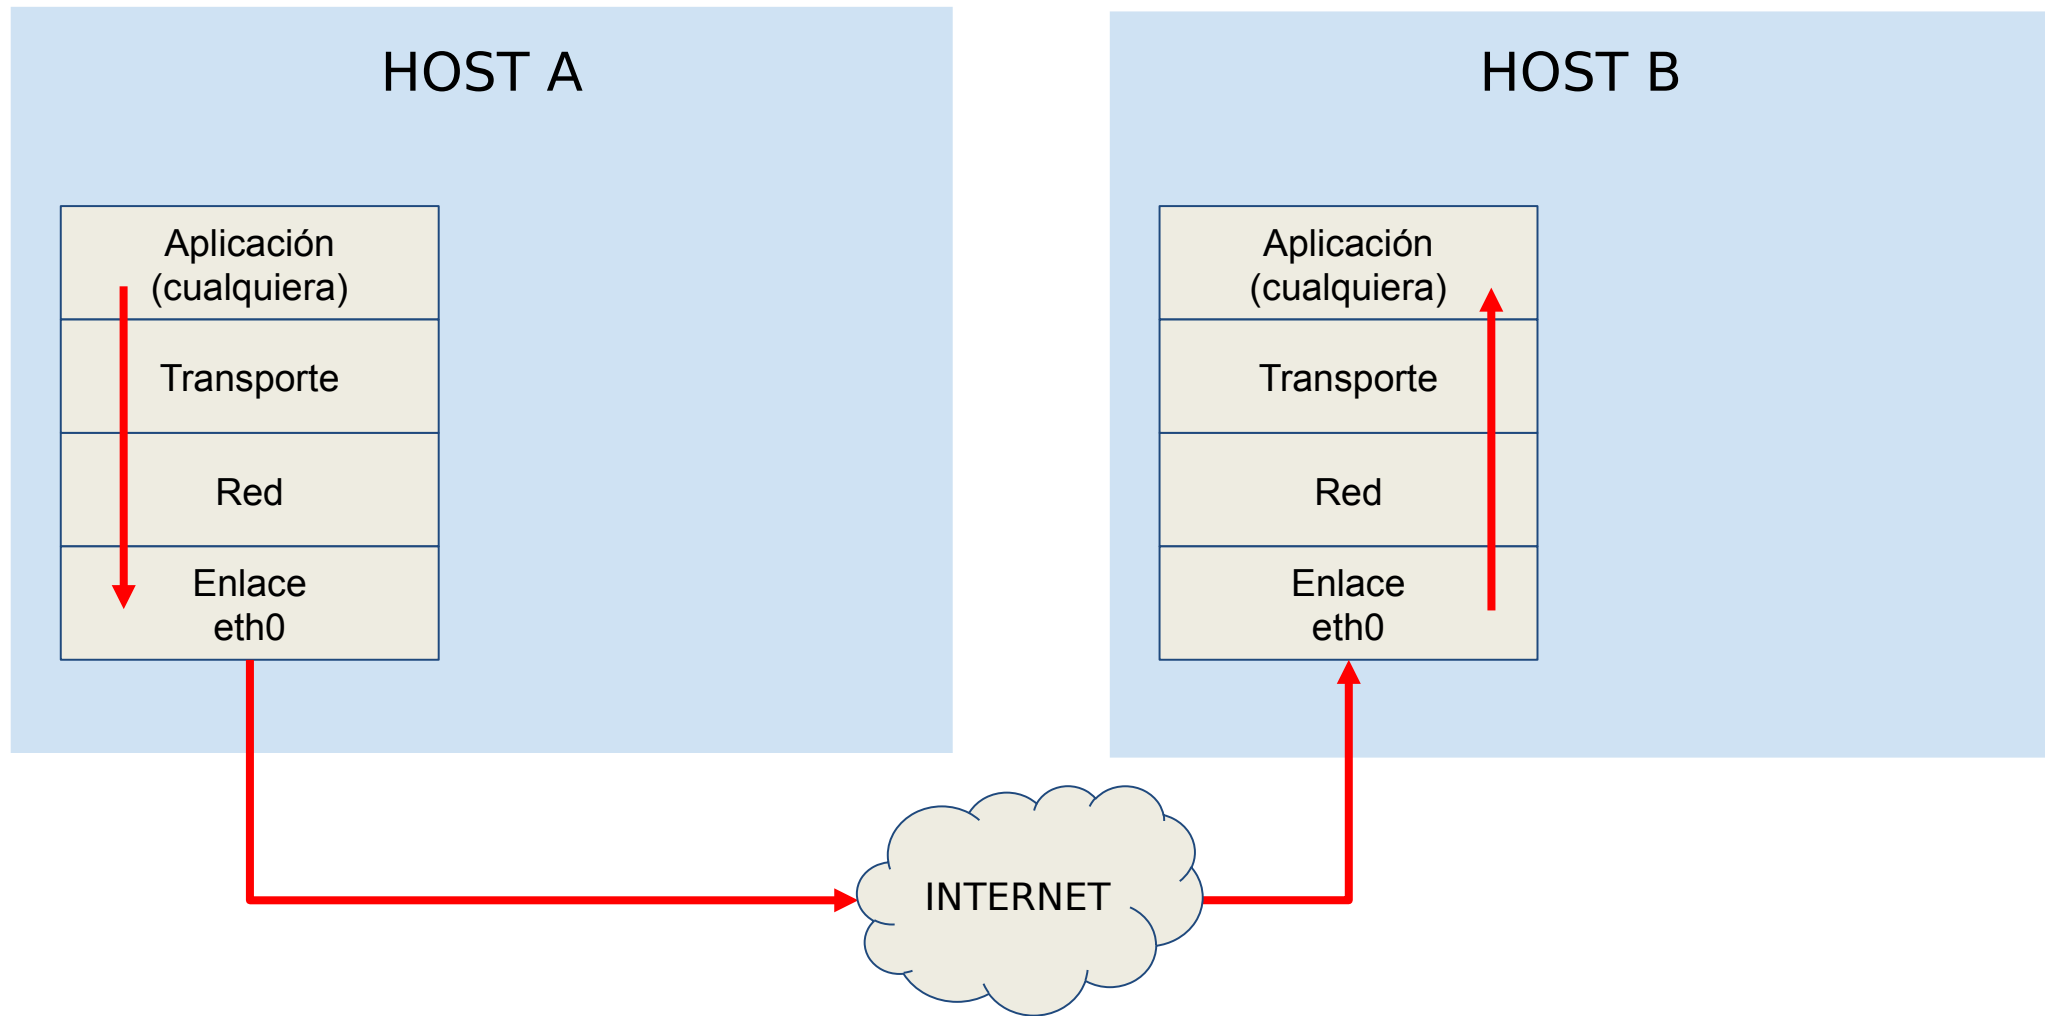 HOST A
Aplicación
(cualquiera)
Transporte
Red
Enlace
eth0
HOST B
Aplicación
(cualquiera)
Transporte
Red
Enlace
eth0
INTERNET